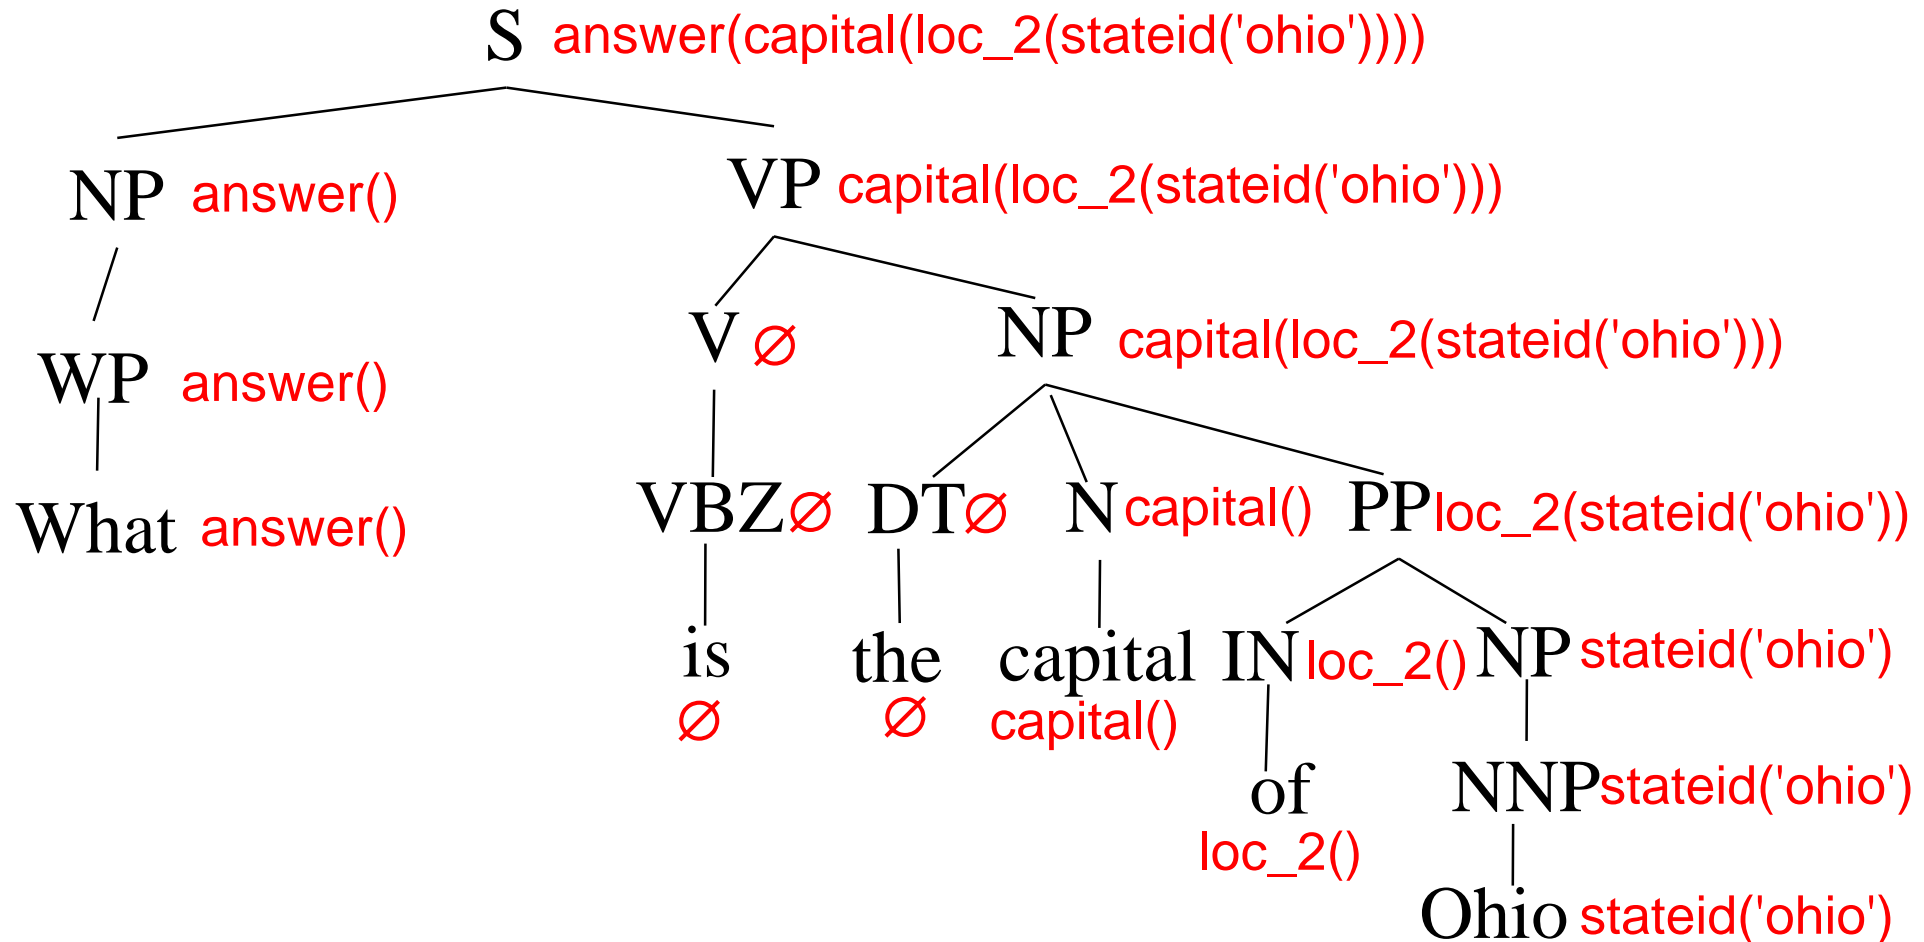 S answer(capital(loc_2(stateid('ohio'))))
NP answer() VP capital(loc_2(stateid('ohio')))
V ∅ NP capital(loc_2(stateid('ohio')))
WP answer()
VBZ ∅ DT ∅ N capital() PP loc_2(stateid('ohio'))
What answer()
is the capital IN loc_2() NP stateid('ohio')
∅ ∅ capital()
of NNP stateid('ohio')
loc_2()
Ohio stateid('ohio')